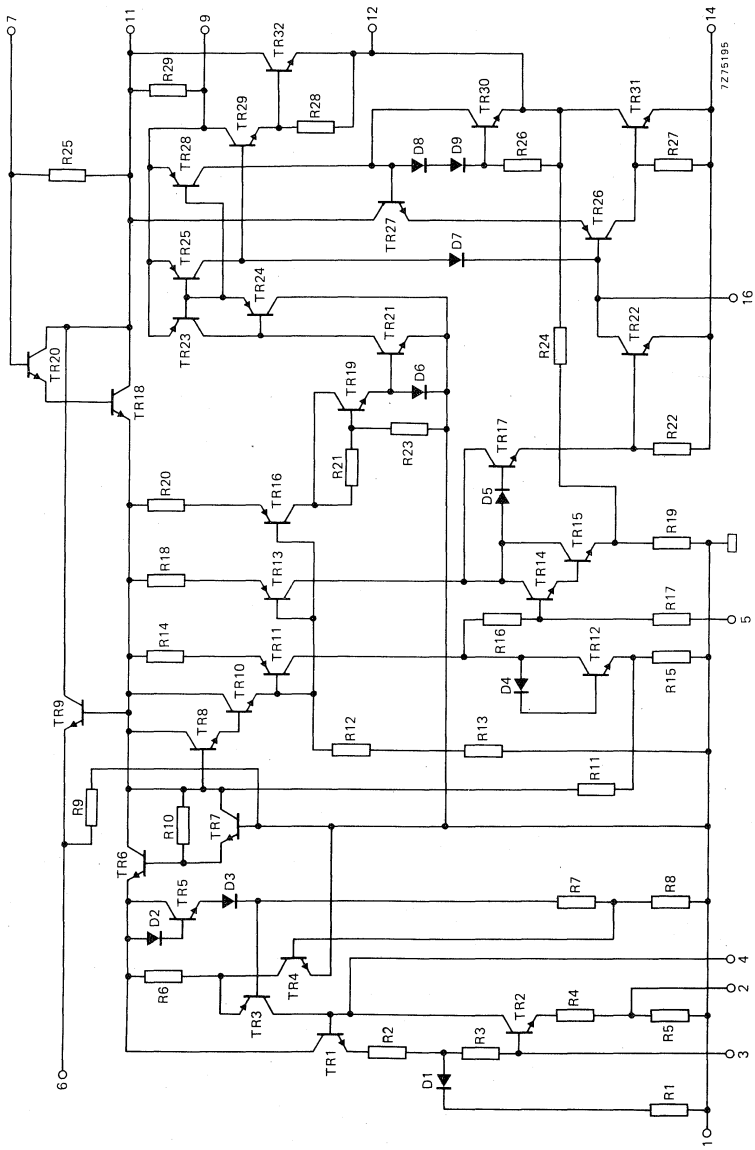 7
11
9
12
14
7Z75195
R25
R29
TR32
TR29
R28
TR28
TR30
D8
D9
R26
TR31
R27
TR27
TR26
TR25
D7
TR24
TR23
TR20
TR18
TR21
TR22
16
R24
TR19
D6
R21
R23
TR17
R22
D5
R20
TR16
TR15
R19
R18
TR13
TR14
R16
R17
5
R14
TR11
TR12
D4
R15
TR9
TR10
TR8
R12
R13
R11
R9
R10
TR7
TR6
D2
TR5
D3
R7
R8
R6
TR4
TR3
4
TR1
TR2
R4
2
R2
R3
R5
3
D1
R1
6
1